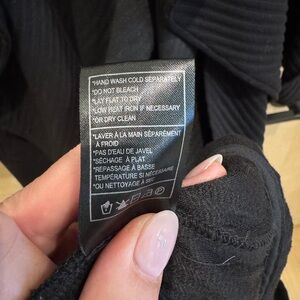 *HAND WASH COLD SEPARATELY
*DO NOT BLEACH
*LAY FLAT TO DRY
*LOW HEAT IRON IF NECESSARY
*OR DRY CLEAN
*LAVER À LA MAIN SÉPARÉMENT
À FROID
*PAS D'EAU DE JAVEL
*SÉCHAGE À PLAT
*REPASSAGE À BASSE
TEMPÉRATURE SI NÉCESSAIRE
*OU NETTOYAGE À SEC